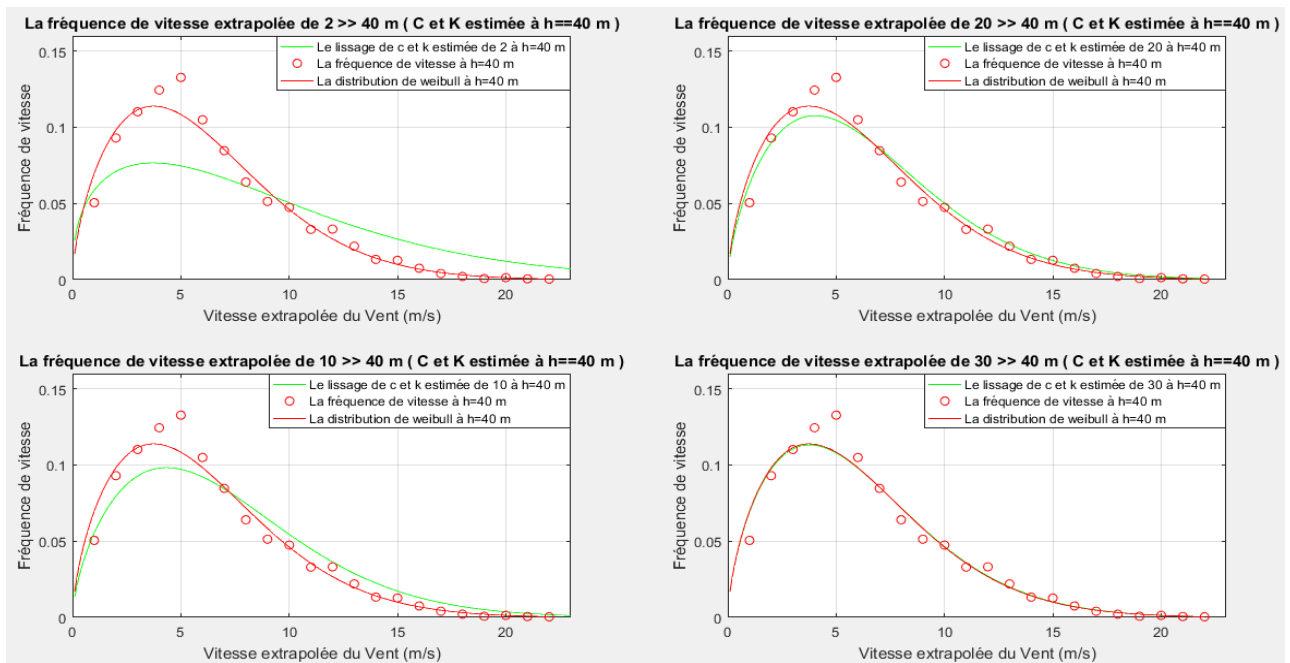 La fréquence de vitesse extrapolée de 2 >> 40 m ( C et K estimée à h==40 m )
Le lissage de c et k estimée de 2 à h=40 m
La fréquence de vitesse à h=40 m
La distribution de weibull à h=40 m
0.15
0.1
0.05
0
Fréquence de vitesse
0 5 10 15 20
Vitesse extrapolée du Vent (m/s)
La fréquence de vitesse extrapolée de 20 >> 40 m ( C et K estimée à h==40 m )
Le lissage de c et k estimée de 20 à h=40 m
La fréquence de vitesse à h=40 m
La distribution de weibull à h=40 m
0.15
0.1
0.05
0
Fréquence de vitesse
0 5 10 15 20
Vitesse extrapolée du Vent (m/s)
La fréquence de vitesse extrapolée de 10 >> 40 m ( C et K estimée à h==40 m )
Le lissage de c et k estimée de 10 à h=40 m
La fréquence de vitesse à h=40 m
La distribution de weibull à h=40 m
0.15
0.1
0.05
0
Fréquence de vitesse
0 5 10 15 20
Vitesse extrapolée du Vent (m/s)
La fréquence de vitesse extrapolée de 30 >> 40 m ( C et K estimée à h==40 m )
Le lissage de c et k estimée de 30 à h=40 m
La fréquence de vitesse à h=40 m
La distribution de weibull à h=40 m
0.15
0.1
0.05
0
Fréquence de vitesse
0 5 10 15 20
Vitesse extrapolée du Vent (m/s)